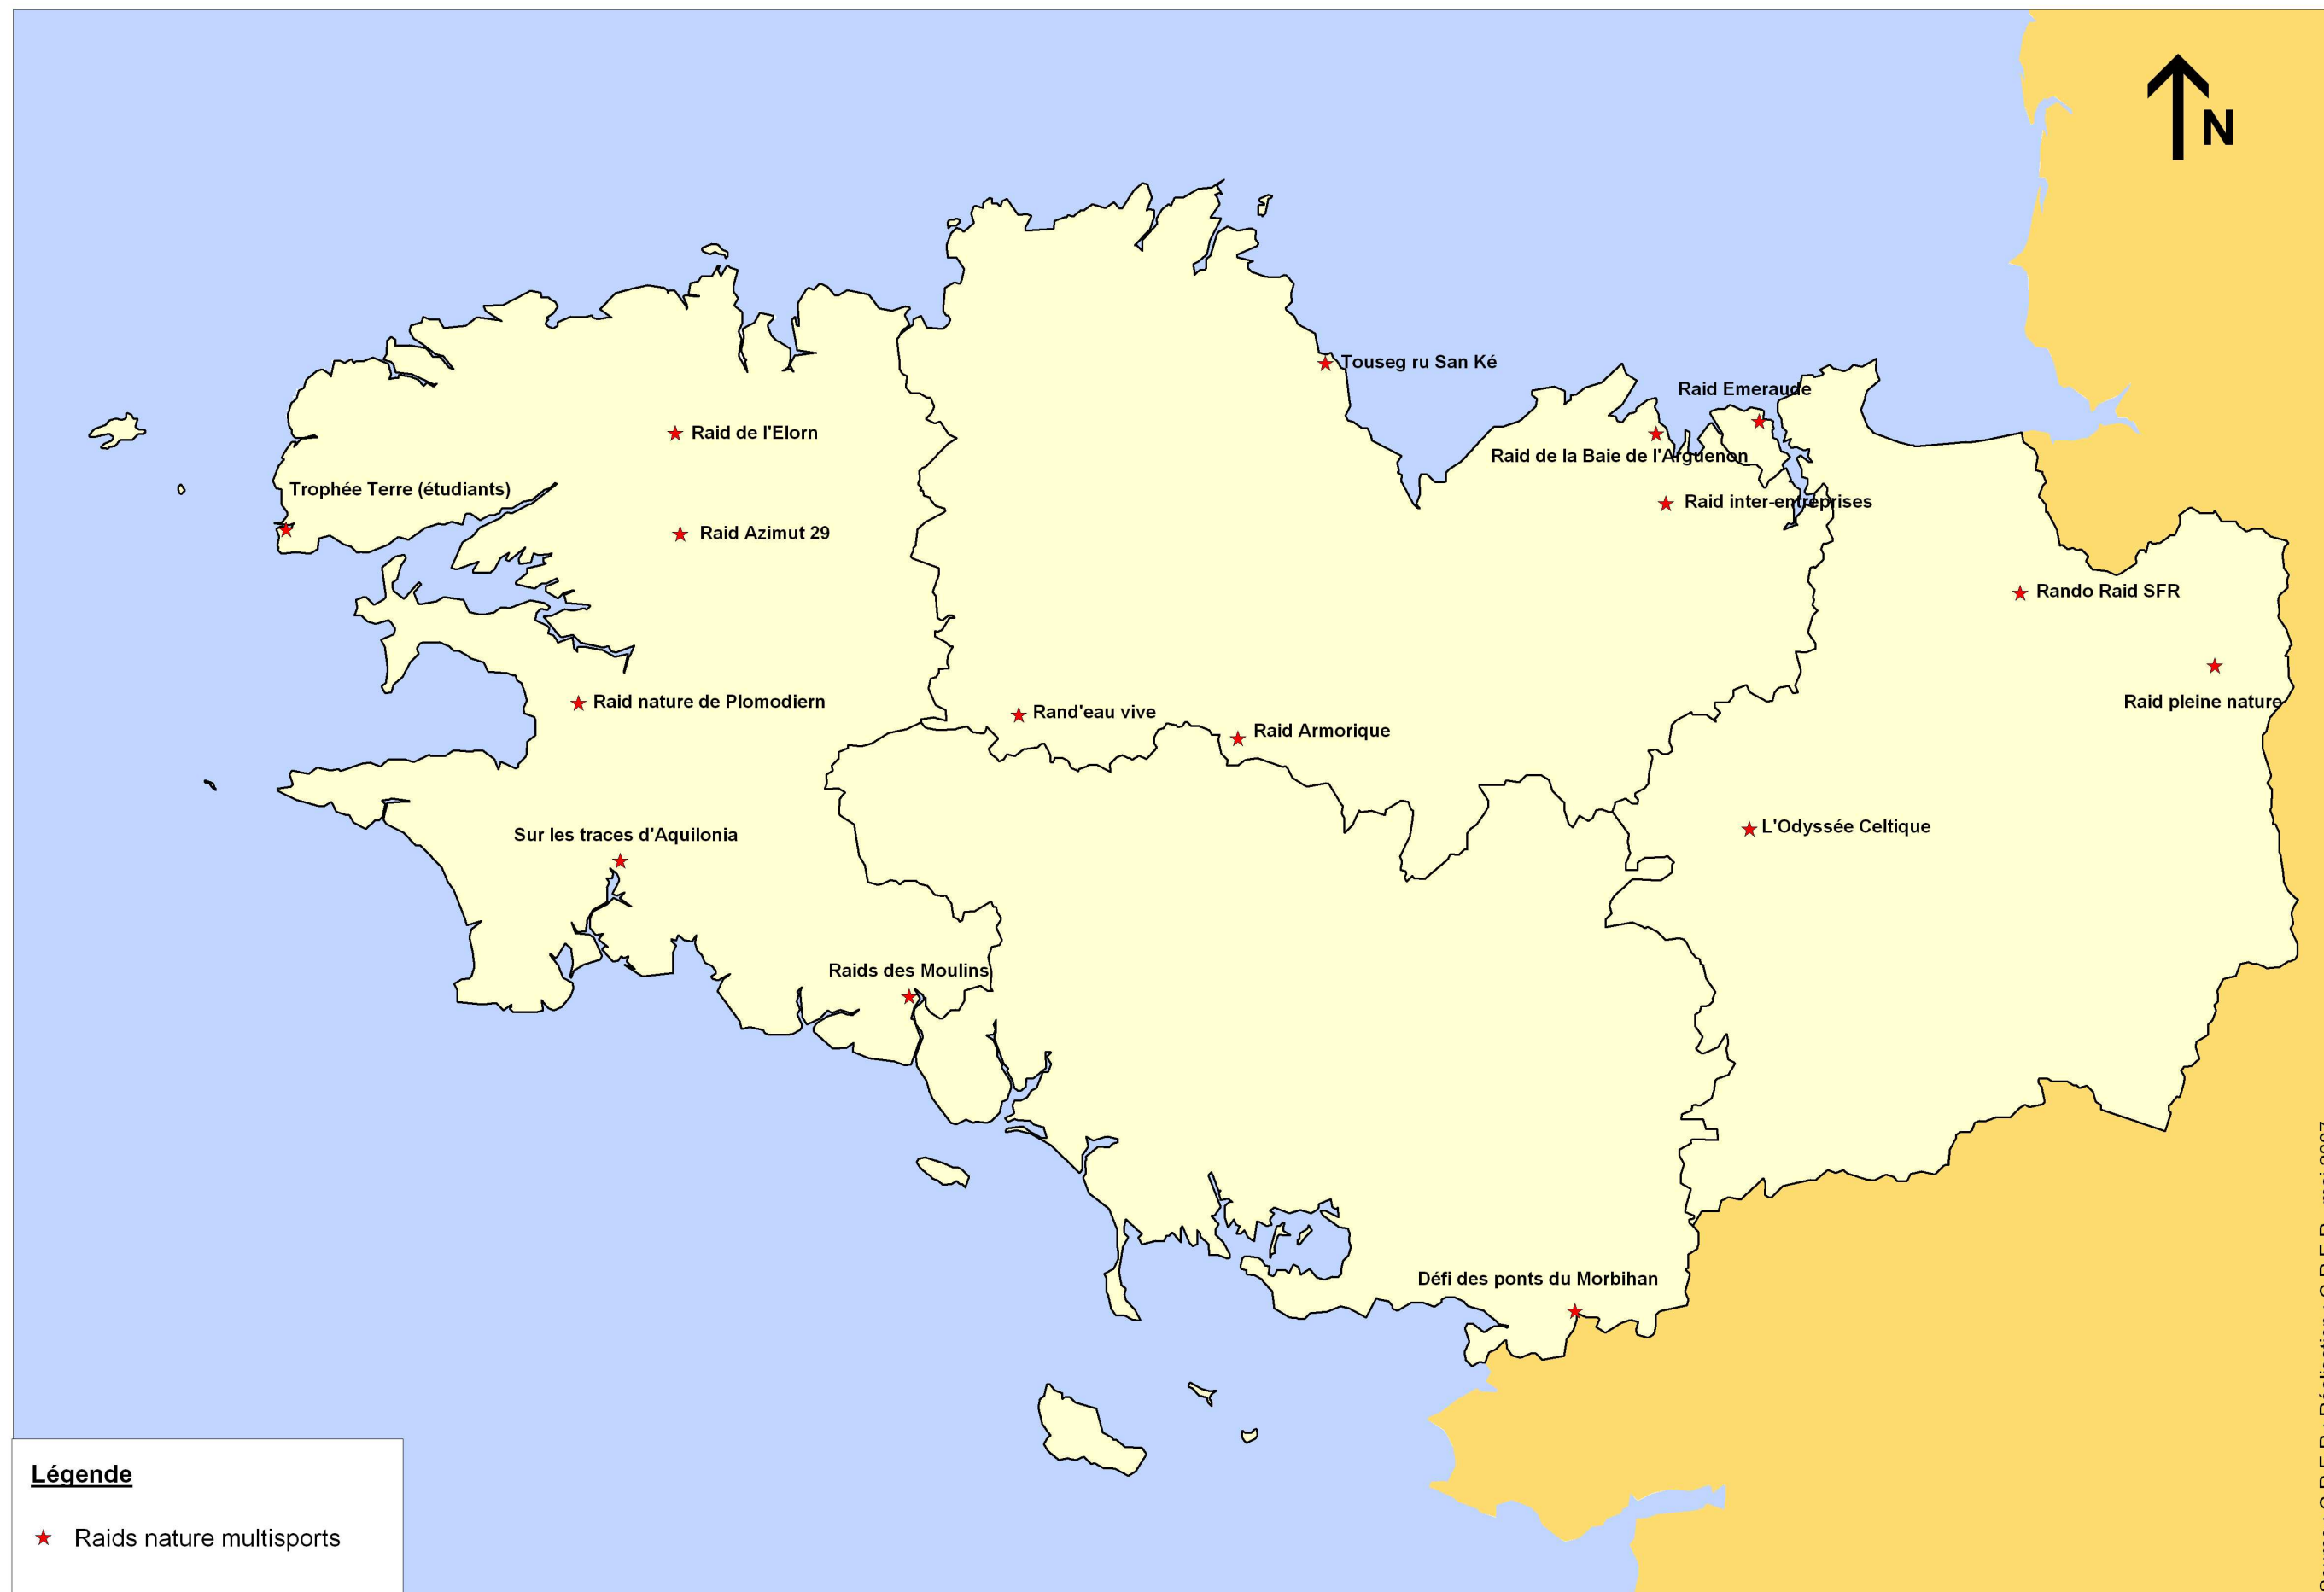 N
Touseg ru San Ké
Raid Emeraude
Raid de l'Elorn
Raid de la Baie de l'Arguenon
Trophée Terre (étudiants)
Raid inter-entreprises
Raid Azimut 29
Rando Raid SFR
Raid nature de Plomodiern
Raid pleine nature
Rand'eau vive
Raid Armorique
L'Odyssée Celtique
Sur les traces d'Aquilonia
Raids des Moulins
Défi des ponts du Morbihan
Légende
Raids nature multisports